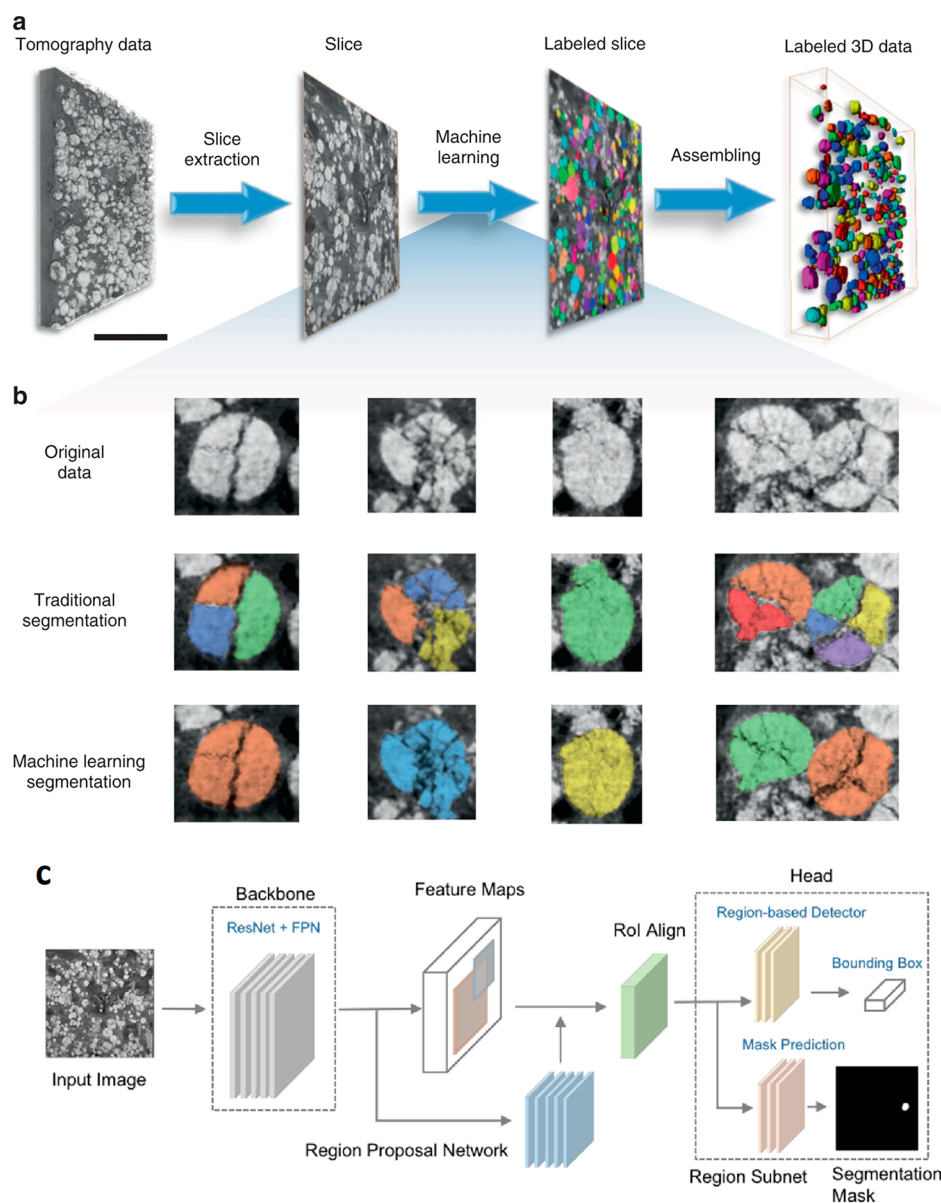 a
Tomography data
Slice
Labeled slice
Labeled 3D data
Slice
extraction
Machine
learning
Assembling
b
Original
data
Traditional
segmentation
Machine learning
segmentation
c
Backbone
Feature Maps
Head
ResNet + FPN
RoI Align
Region-based Detector
Bounding Box
Mask Prediction
Input Image
Region Proposal Network
Region Subnet
Segmentation
Mask